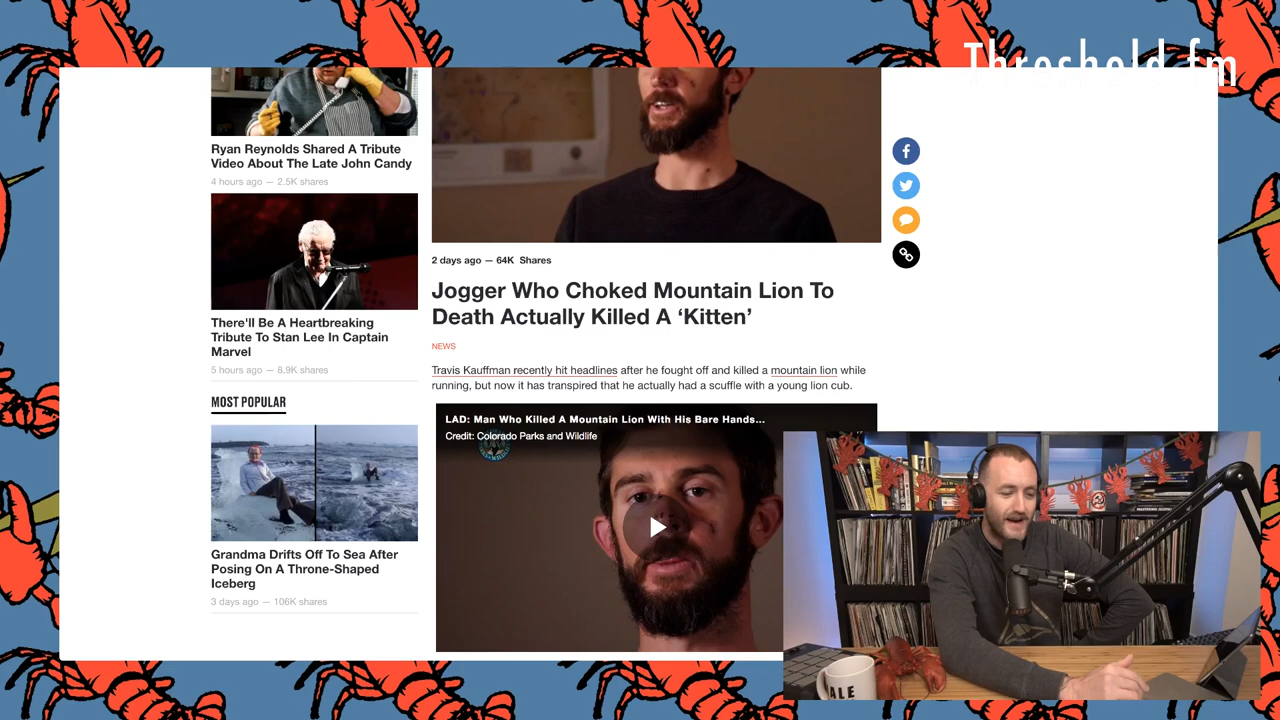 Threshold.fm
Ryan Reynolds Shared A Tribute
Video About The Late John Candy
4 hours ago — 2.5K shares
There'll Be A Heartbreaking
Tribute To Stan Lee In Captain
Marvel
5 hours ago — 8.9K shares
MOST POPULAR
Grandma Drifts Off To Sea After
Posing On A Throne-Shaped
Iceberg
3 days ago — 106K shares
2 days ago — 64K Shares
Jogger Who Choked Mountain Lion To
Death Actually Killed A ‘Kitten’
NEWS
Travis Kauffman recently hit headlines after he fought off and killed a mountain lion while
running, but now it has transpired that he actually had a scuffle with a young lion cub.
LAD: Man Who Killed A Mountain Lion With His Bare Hands...
Credit: Colorado Parks and Wildlife
ALE